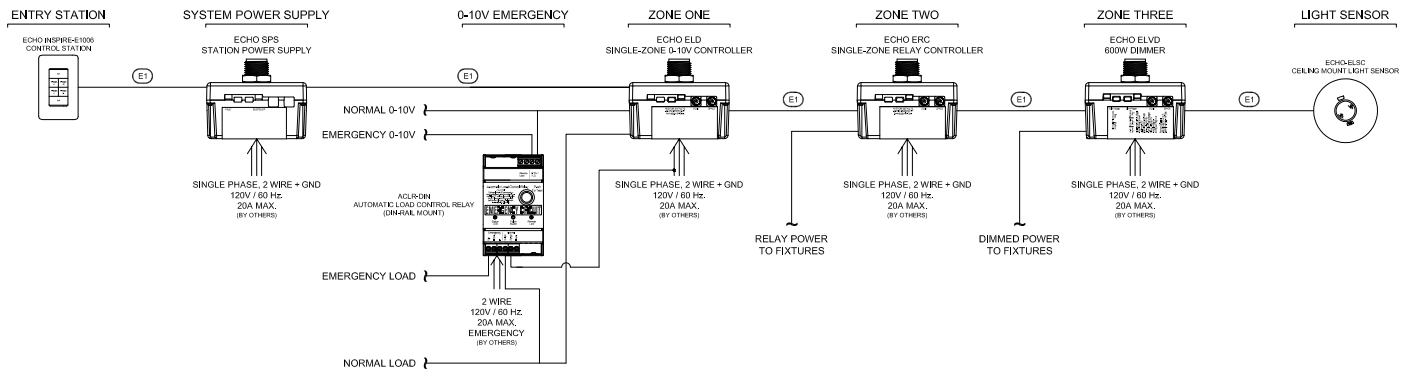 ENTRY STATION
ECHO INSPIRE-E1006
CONTROL STATION
E1
SYSTEM POWER SUPPLY
ECHO SPS
STATION POWER SUPPLY
SINGLE PHASE, 2 WIRE + GND
120V / 60 Hz.
20A MAX.
(BY OTHERS)
0-10V EMERGENCY
E1
NORMAL 0-10V
EMERGENCY 0-10V
ACLR-DIN
AUTOMATIC LOAD CONTROL RELAY
(DIN-RAIL MOUNT)
EMERGENCY LOAD
2 WIRE
120V / 60 Hz.
20A MAX.
EMERGENCY
(BY OTHERS)
NORMAL LOAD
ZONE ONE
ECHO ELD
SINGLE-ZONE 0-10V CONTROLLER
SINGLE PHASE, 2 WIRE + GND
120V / 60 Hz.
20A MAX.
(BY OTHERS)
E1
RELAY POWER
TO FIXTURES
ZONE TWO
ECHO ERC
SINGLE-ZONE RELAY CONTROLLER
SINGLE PHASE, 2 WIRE + GND
120V / 60 Hz.
20A MAX.
(BY OTHERS)
E1
DIMMED POWER
TO FIXTURES
ZONE THREE
ECHO ELVD
600W DIMMER
SINGLE PHASE, 2 WIRE + GND
120V / 60 Hz.
20A MAX.
(BY OTHERS)
E1
LIGHT SENSOR
ECHO-ELSC
CEILING MOUNT LIGHT SENSOR